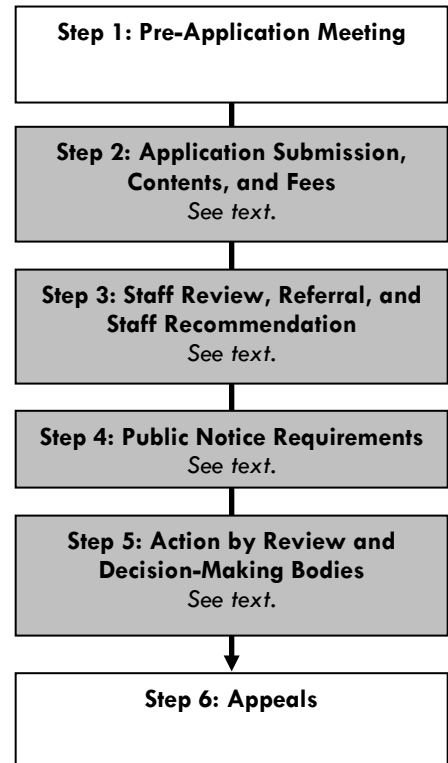 Step 1: Pre-Application Meeting
Step 2: Application Submission,
Contents, and Fees
See text.
Step 3: Staff Review, Referral, and
Staff Recommendation
See text.
Step 4: Public Notice Requirements
See text.
Step 5: Action by Review and
Decision-Making Bodies
See text.
Step 6: Appeals